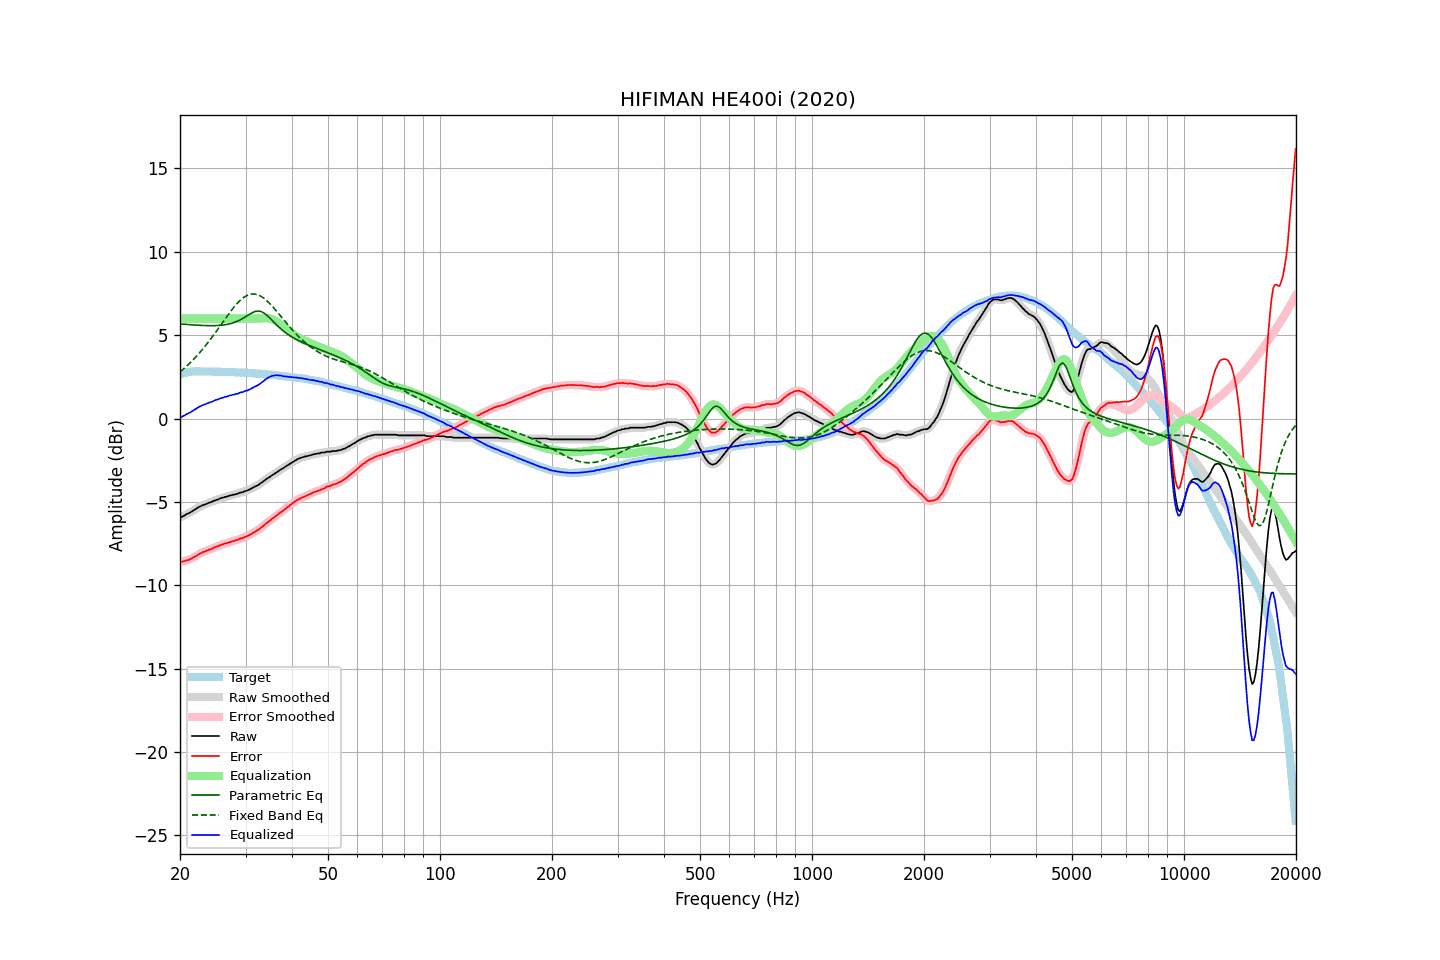 HIFIMAN HE400i (2020)
Amplitude (dBr)
15
10
5
0
−5
−10
−15
−20
−25
Target
Raw Smoothed
Error Smoothed
Raw
Error
Equalization
Parametric Eq
Fixed Band Eq
Equalized
20 50 100 200 500 1000 2000 5000 10000 20000
Frequency (Hz)